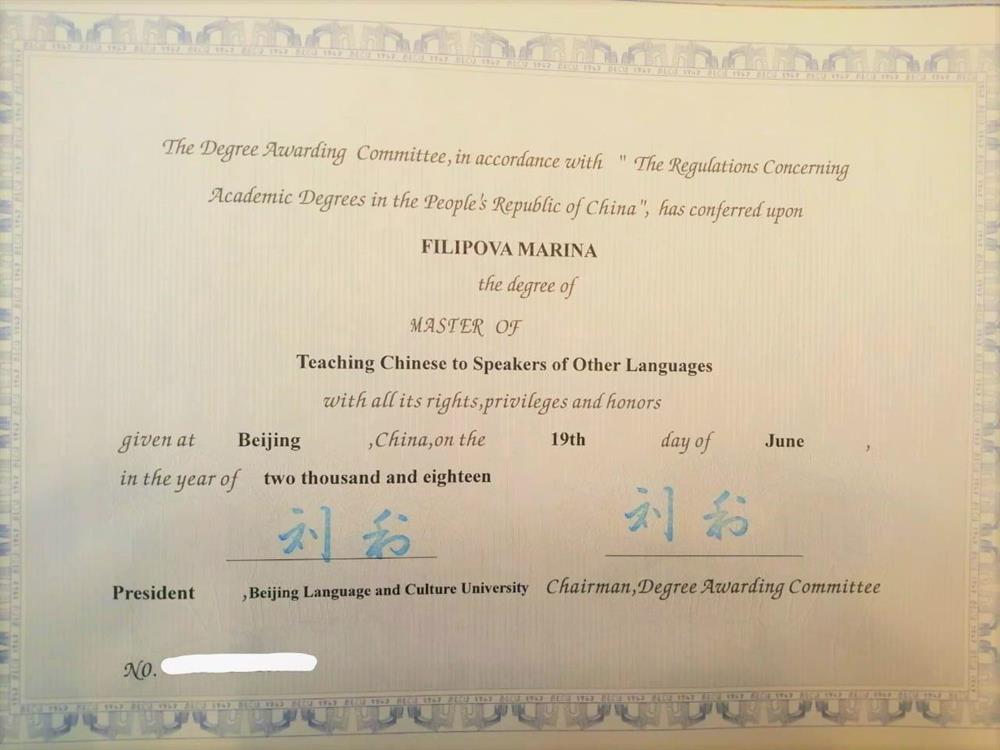 The Degree Awarding Committee, in accordance with " The Regulations Concerning
Academic Degrees in the People's Republic of China", has conferred upon
FILIPOVA MARINA
the degree of
MASTER OF
Teaching Chinese to Speakers of Other Languages
with all its rights,privileges and honors
given at Beijing ,China,on the 19th day of June ,
in the year of two thousand and eighteen
刘利 刘利
President ,Beijing Language and Culture University Chairman,Degree Awarding Committee
NO.